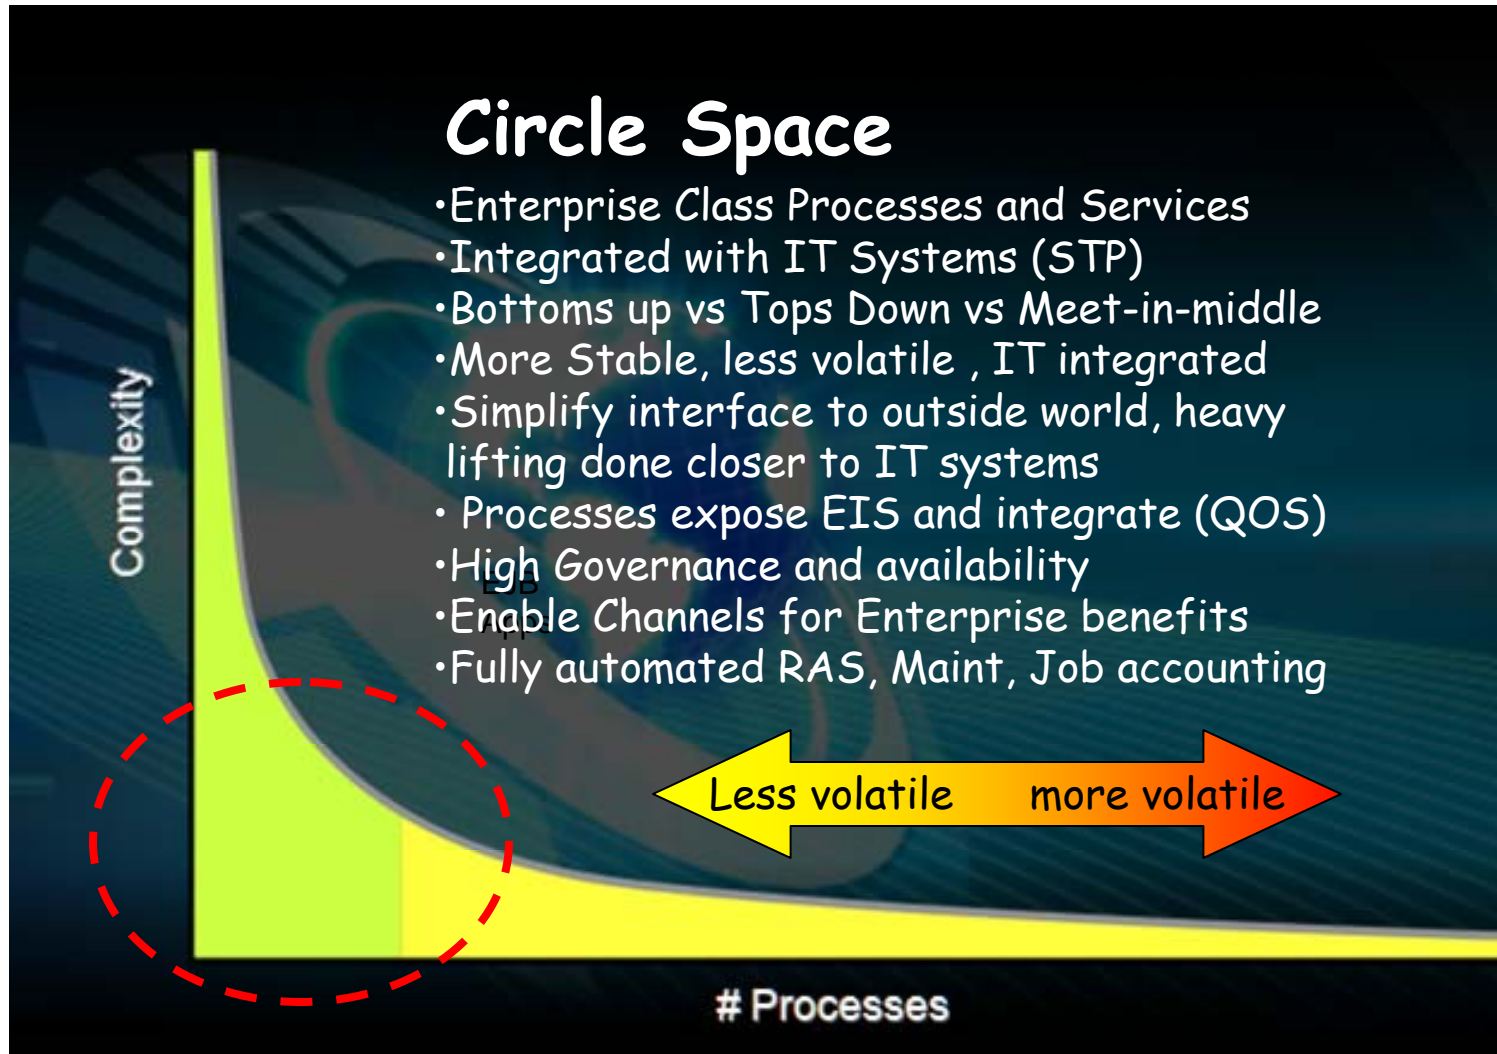 Circle Space
•Enterprise Class Processes and Services
•Integrated with IT Systems (STP)
•Bottoms up vs Tops Down vs Meet-in-middle
•More Stable, less volatile , IT integrated
•Simplify interface to outside world, heavy
lifting done closer to IT systems
• Processes expose EIS and integrate (QOS)
•High Governance and availability
EJB
•Enable Channels for Enterprise benefits
Apps
•Fully automated RAS, Maint, Job accounting
Complexity
Less volatile more volatile
# Processes